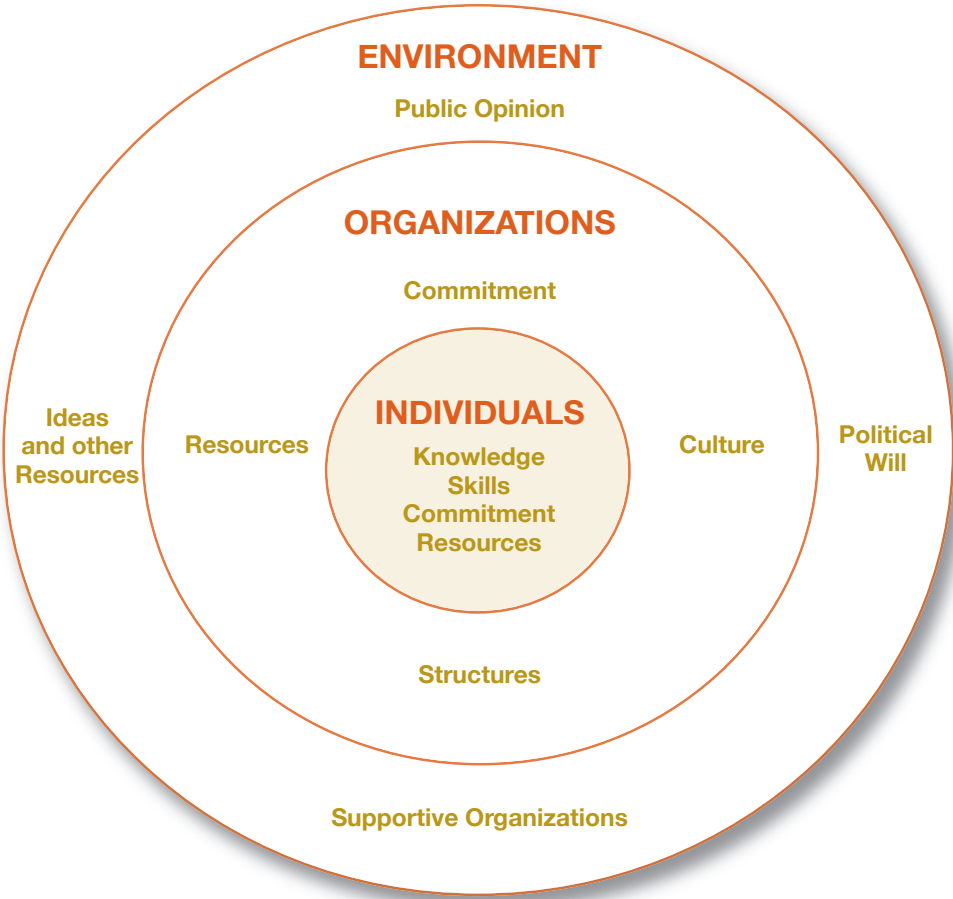 ENVIRONMENT
Public Opinion
ORGANIZATIONS
Commitment
Ideas
and other
Resources
Resources
INDIVIDUALS
Knowledge
Skills
Commitment
Resources
Culture
Political
Will
Structures
Supportive Organizations